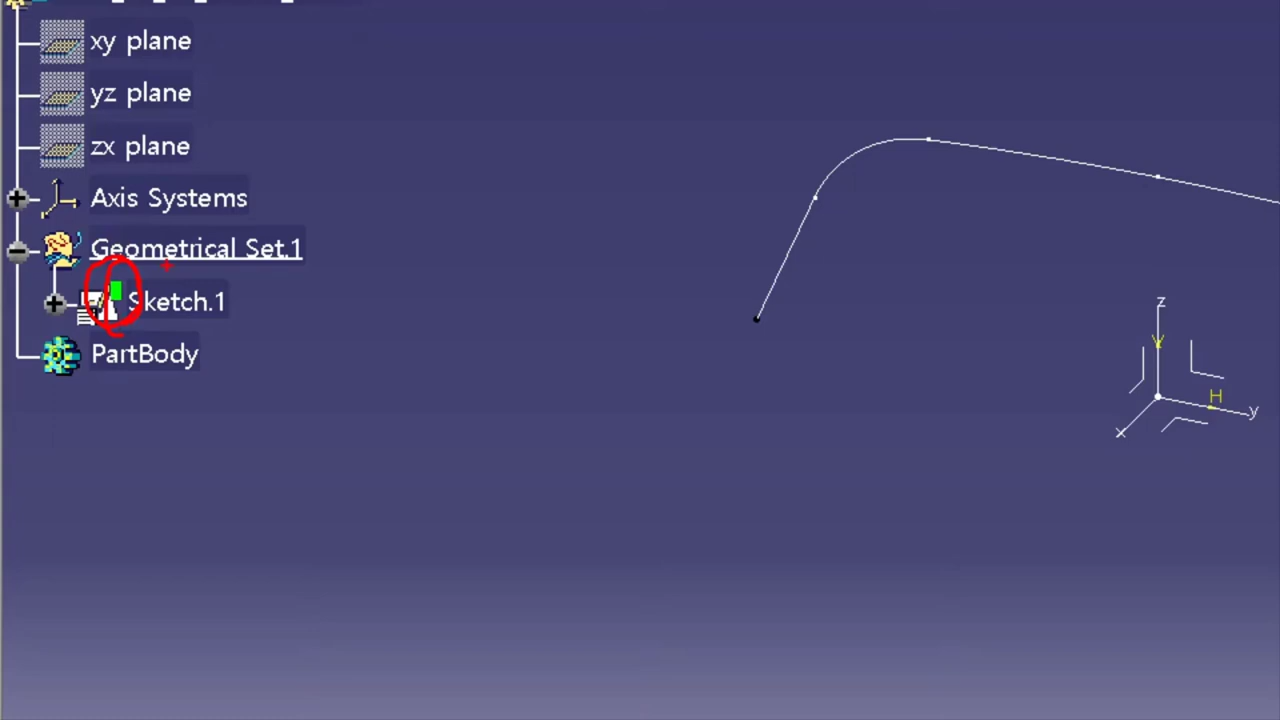 xy plane
yz plane
zx plane
Axis Systems
Geometrical Set.1
Sketch.1
PartBody
z
V
H
y
x